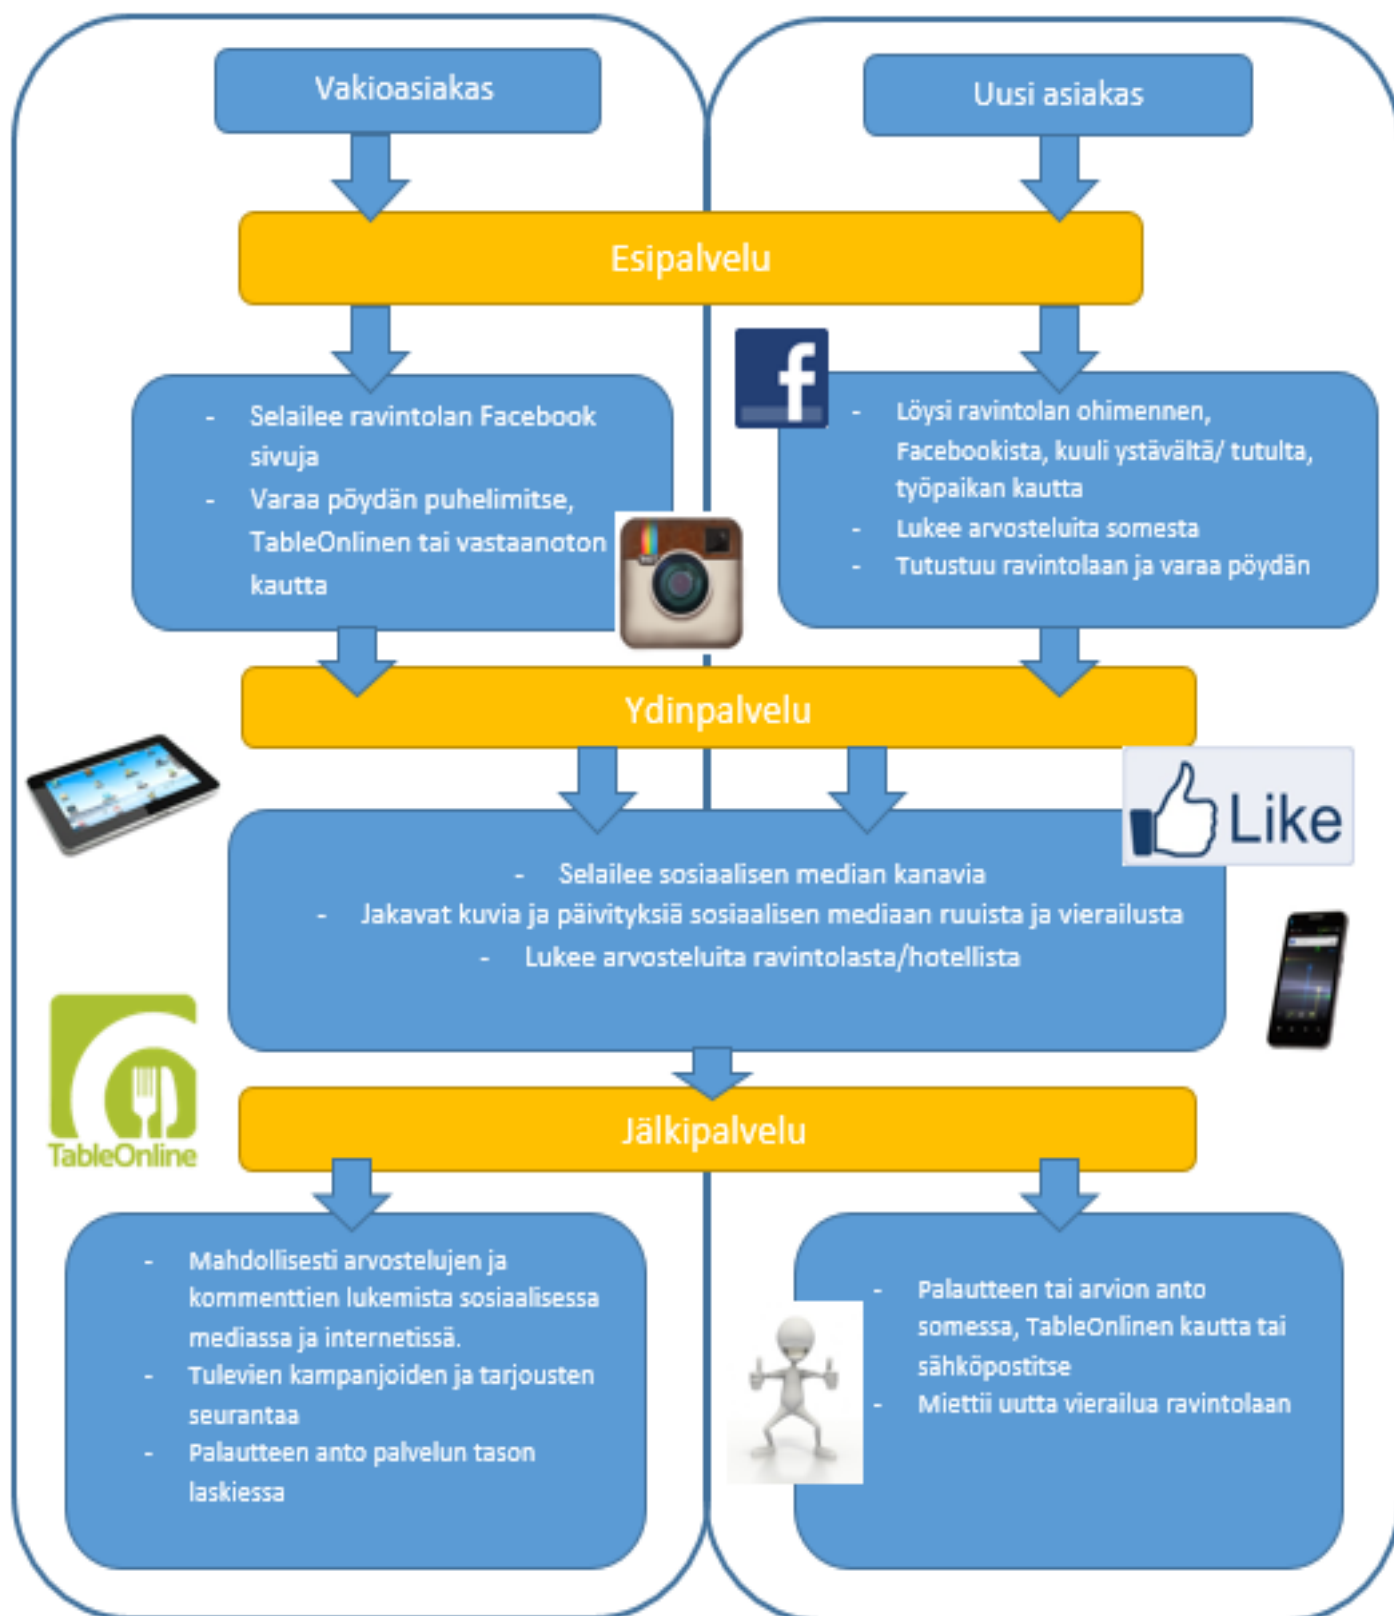 Vakioasiakas
Uusi asiakas
Esipalvelu
- Selailee ravintolan Facebook
sivuja
- Varaa pöydän puhelimitse,
TableOnlinen tai vastaanoton
kautta
f
- Löysi ravintolan ohimennen,
Facebookista, kuuli ystävältä/ tutulta,
työpaikan kautta
- Lukee arvosteluita somesta
- Tutustuu ravintolaan ja varaa pöydän
Ydinpalvelu
Like
- Selailee sosiaalisen median kanavia
- Jakavat kuvia ja päivityksiä sosiaalisen mediaan ruuista ja vierailusta
- Lukee arvosteluita ravintolasta/hotellista
TableOnline
Jälkipalvelu
- Mahdollisesti arvostelujen ja
kommenttien lukemista sosiaalisessa
mediassa ja internetissä.
- Tulevien kampanjoiden ja tarjousten
seurantaa
- Palautteen anto palvelun tason
laskiessa
- Palautteen tai arvion anto
somessa, TableOnlinen kautta tai
sähköpostitse
- Miettii uutta vierailua ravintolaan